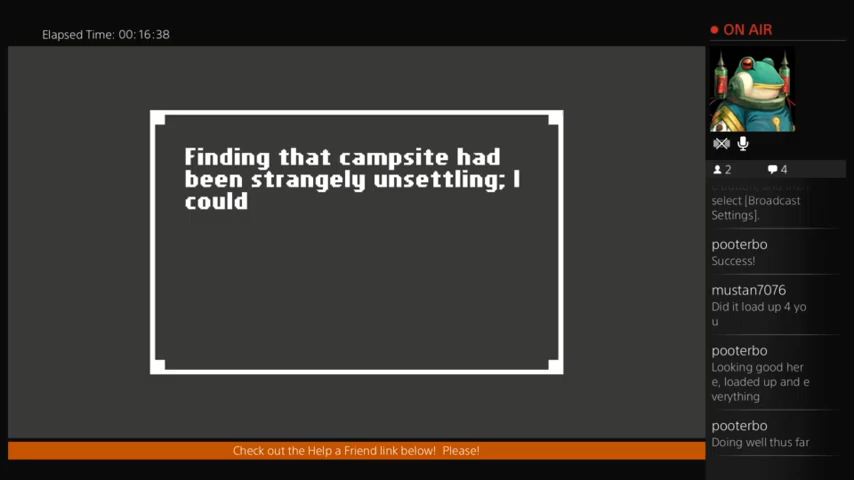 Elapsed Time: 00:16:38
ON AIR
Finding that campsite had
been strangely unsettling; I
could
2
4
select [Broadcast
Settings].
pooterbo
Success!
mustan7076
Did it load up 4 yo
u
pooterbo
Looking good her
e, loaded up and e
verything
pooterbo
Doing well thus far
Check out the Help a Friend link below!  Please!